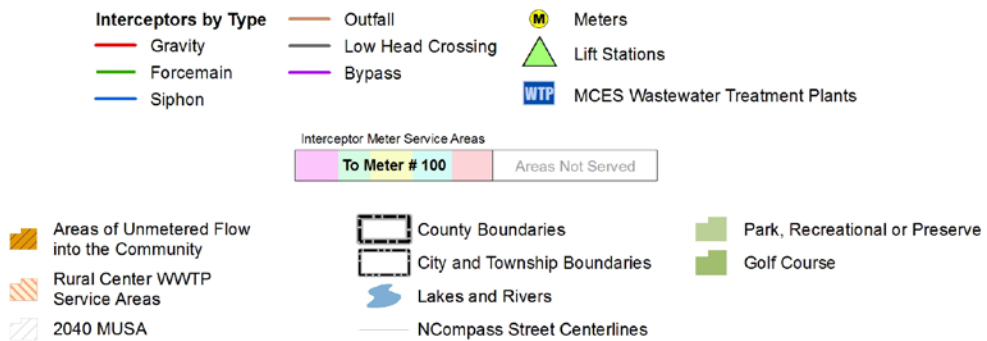 Interceptors by Type
Gravity
Forcemain
Siphon
Outfall
Low Head Crossing
Bypass
M Meters
Lift Stations
WTP MCES Wastewater Treatment Plants
Interceptor Meter Service Areas
To Meter # 100
Areas Not Served
Areas of Unmetered Flow
into the Community
Rural Center WWTP
Service Areas
2040 MUSA
County Boundaries
City and Township Boundaries
Lakes and Rivers
NCompass Street Centerlines
Park, Recreational or Preserve
Golf Course